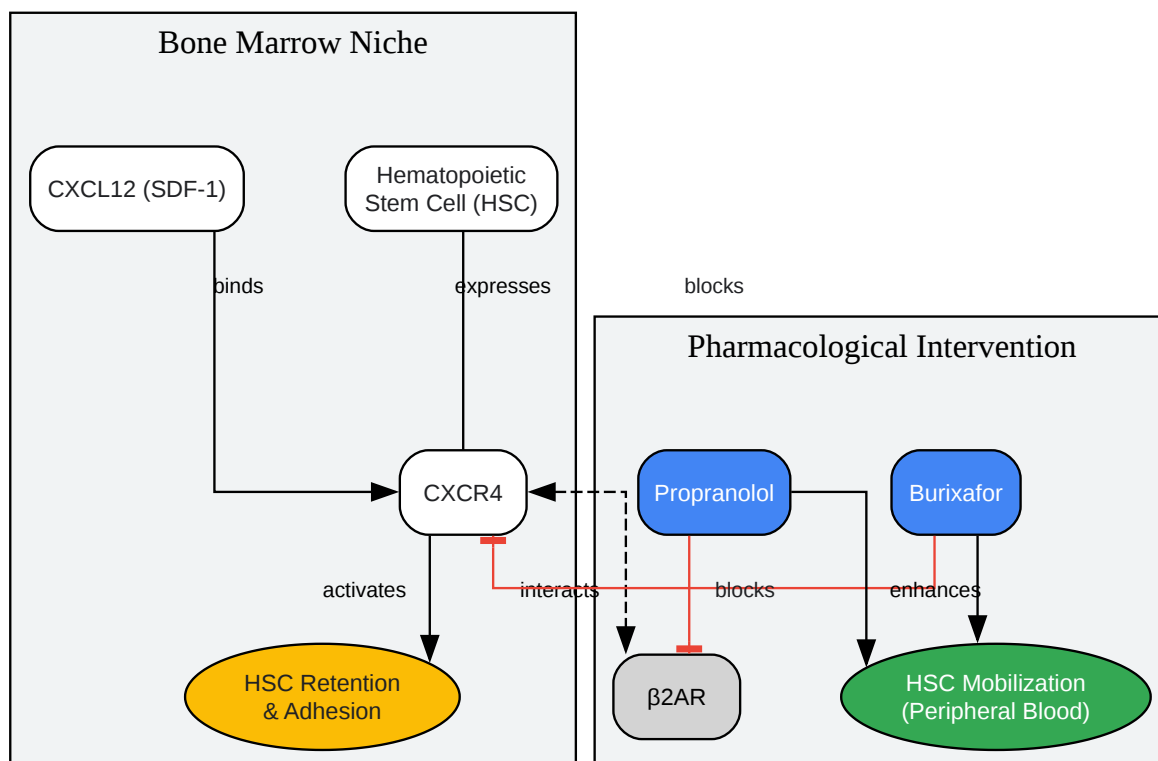 Bone Marrow Niche
CXCL12 (SDF-1)
Hematopoietic
Stem Cell (HSC)
binds
expresses
blocks
Pharmacological Intervention
CXCR4
Propranolol
Burixafor
activates
interacts
blocks
enhances
HSC Retention
& Adhesion
β2AR
HSC Mobilization
(Peripheral Blood)